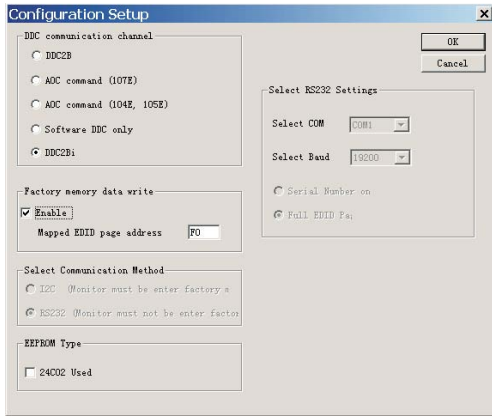 Configuration Setup
DDC communication channel
DDC2B
AOC command (107E)
AOC command (104E, 105E)
Software DDC only
DDC2Bi
Factory memory data write
Enable
Mapped EDID page address F0
Select Communication Method
I2C (Monitor must be enter factory m
RS232 (Monitor must not be enter factor
EEPROM Type
24C02 Used
OK
Cancel
Select RS232 Settings
Select COM COM1
Select Baud 19200
Serial Number on
Full EDID Pa